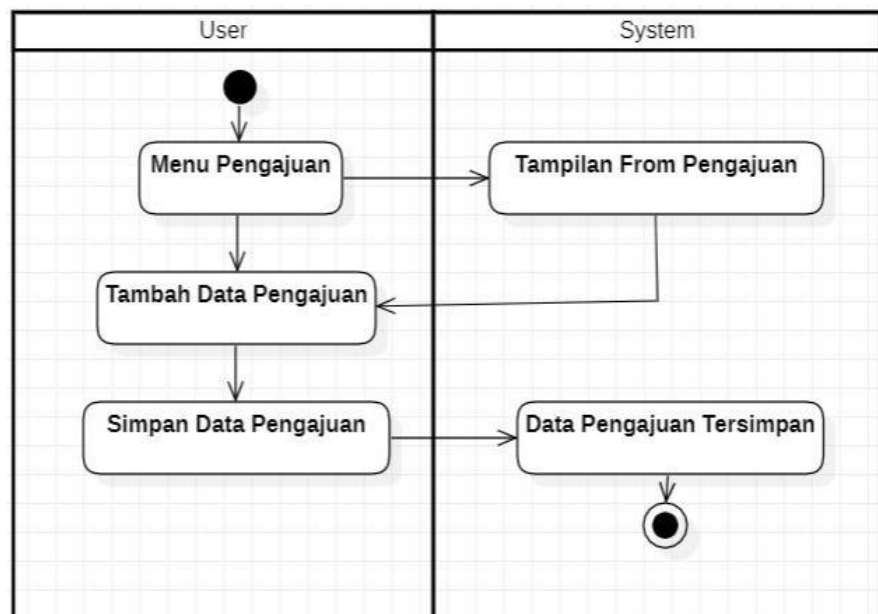 User
System
Menu Pengajuan
Tampilan From Pengajuan
Tambah Data Pengajuan
Simpan Data Pengajuan
Data Pengajuan Tersimpan